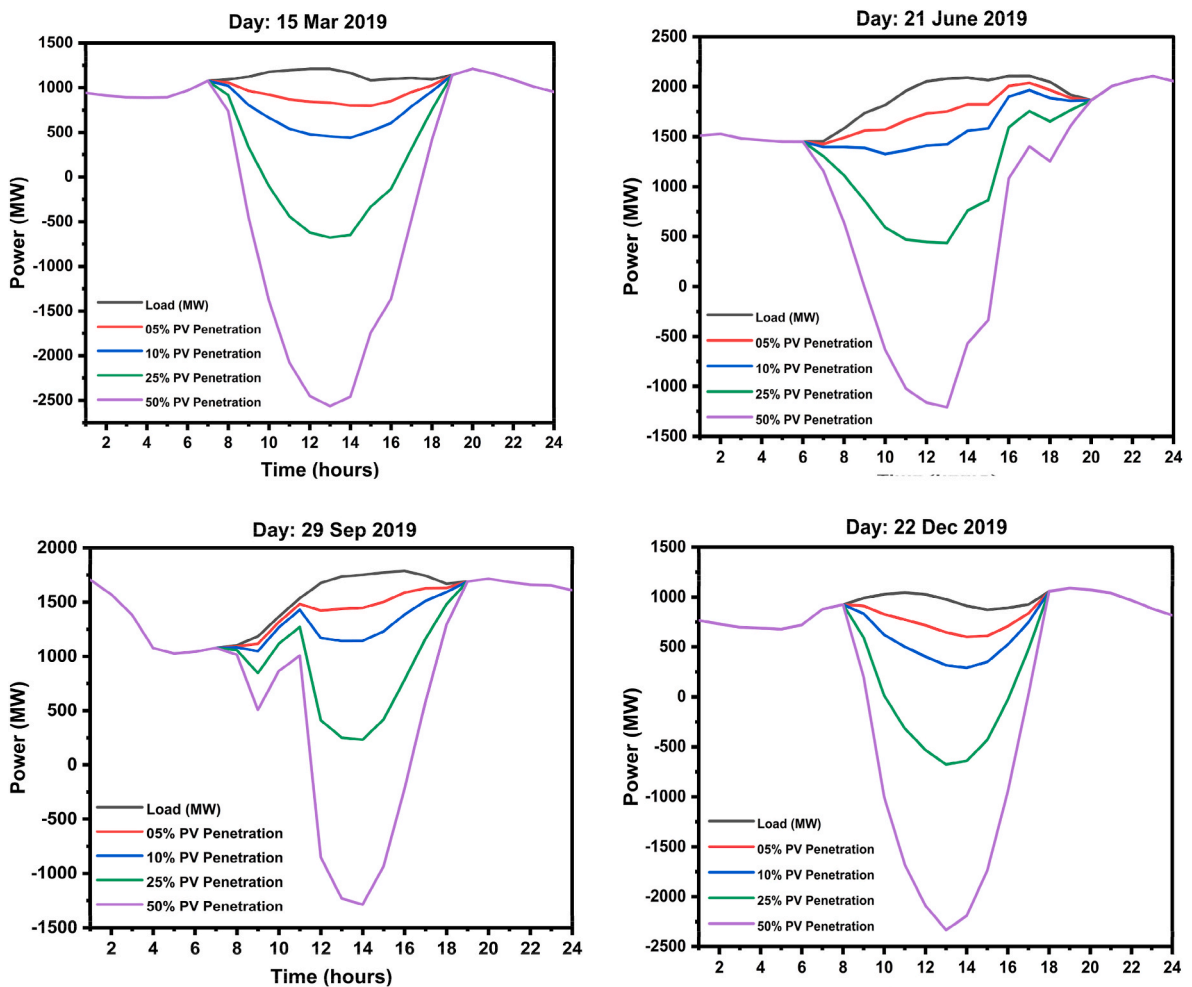 Day: 15 Mar 2019
1500
1000
500
0
-500
-1000
-1500
-2000
-2500
Power (MW)
Load (MW)
05% PV Penetration
10% PV Penetration
25% PV Penetration
50% PV Penetration
2 4 6 8 10 12 14 16 18 20 22 24
Time (hours)
Day: 21 June 2019
2500
2000
1500
1000
500
0
-500
-1000
-1500
Power (MW)
Load (MW)
05% PV Penetration
10% PV Penetration
25% PV Penetration
50% PV Penetration
2 4 6 8 10 12 14 16 18 20 22 24
Day: 29 Sep 2019
2000
1500
1000
500
0
-500
-1000
-1500
Power (MW)
Load (MW)
05% PV Penetration
10% PV Penetration
25% PV Penetration
50% PV Penetration
2 4 6 8 10 12 14 16 18 20 22 24
Time (hours)
Day: 22 Dec 2019
1500
1000
500
0
-500
-1000
-1500
-2000
-2500
Power (MW)
Load (MW)
05% PV Penetration
10% PV Penetration
25% PV Penetration
50% PV Penetration
2 4 6 8 10 12 14 16 18 20 22 24